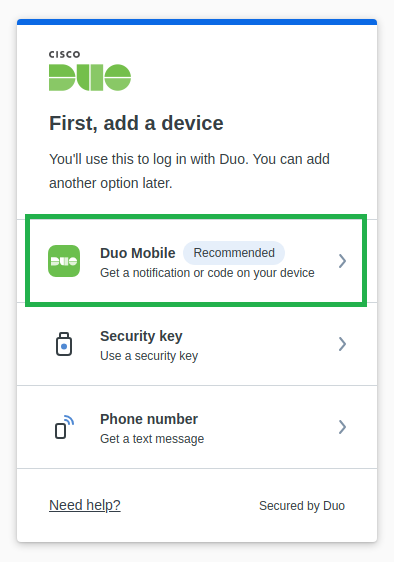 CISCO
DUO
First, add a device
You'll use this to log in with Duo. You can add
another option later.
DUO
Duo Mobile Recommended
Get a notification or code on your device
Security key
Use a security key
Phone number
Get a text message
Need help? Secured by Duo